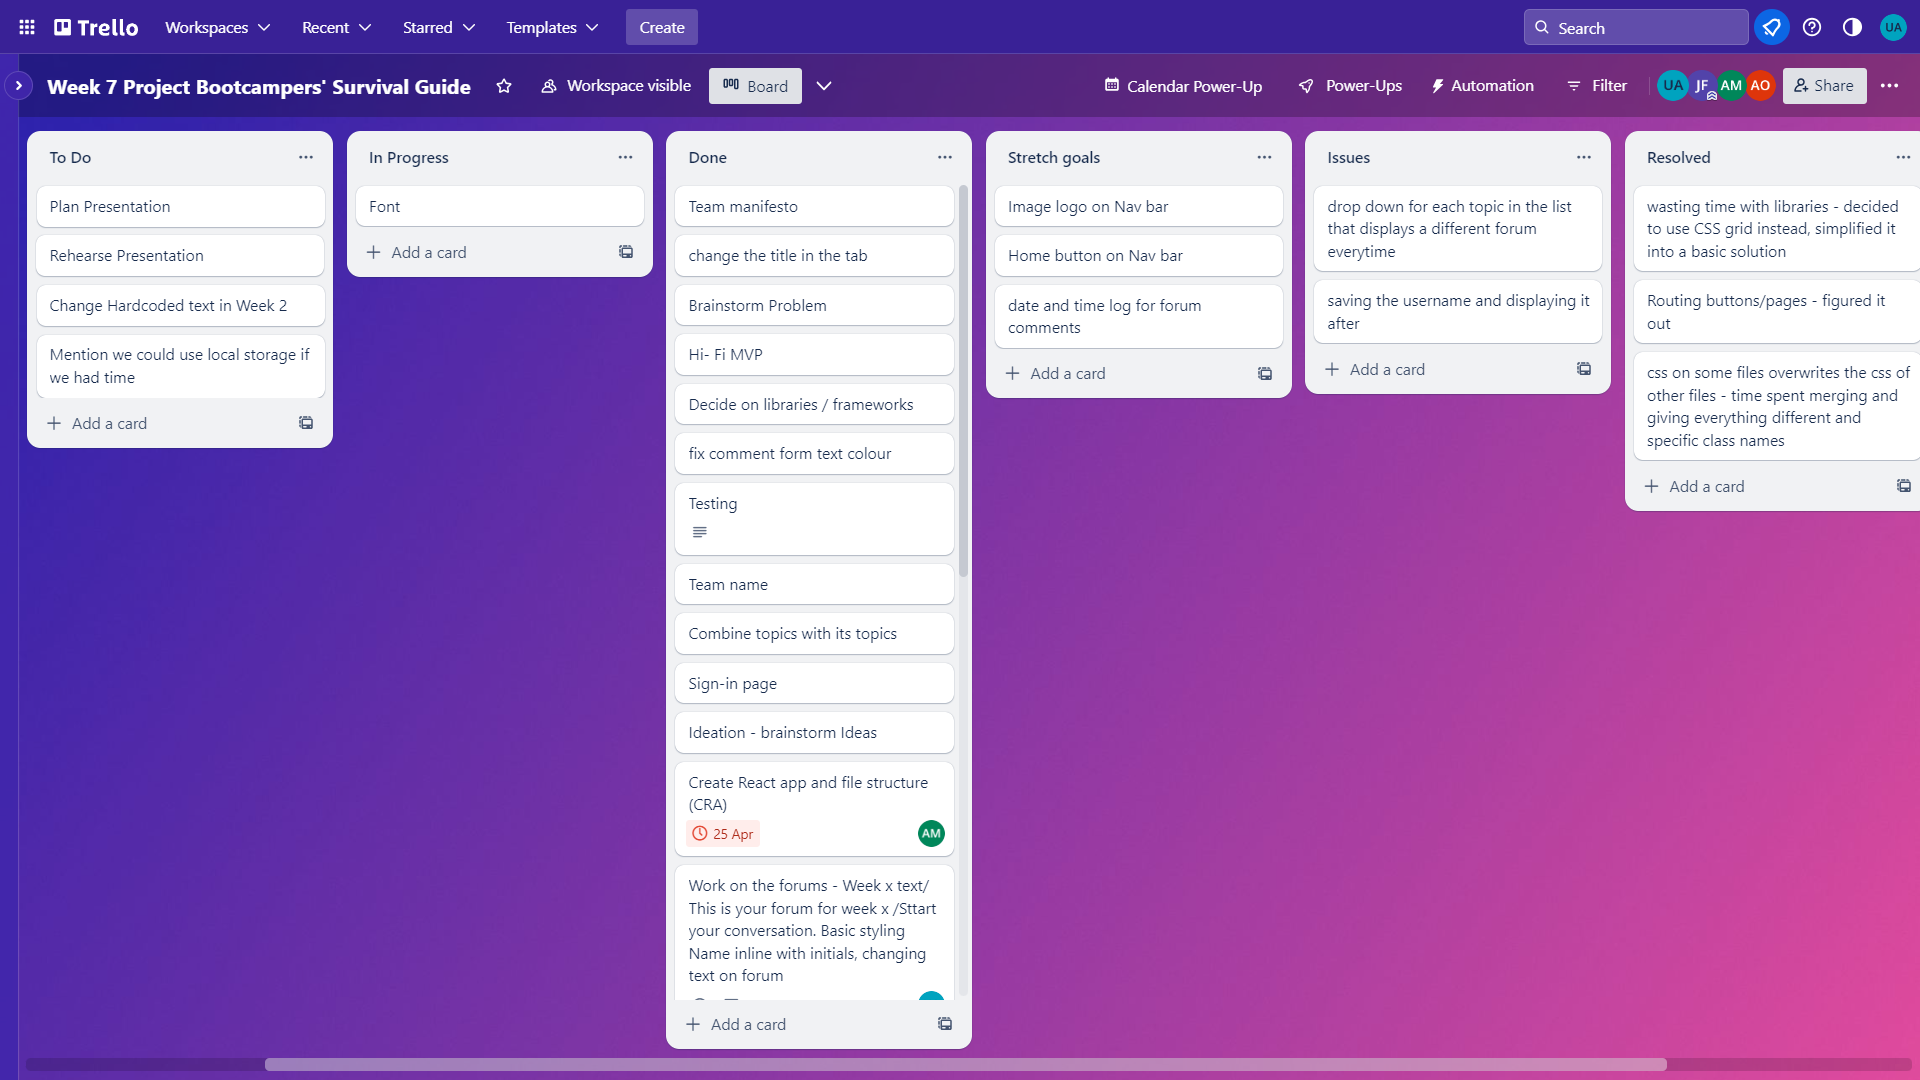 Trello
Workspaces
Recent
Starred
Templates
Create
Search
UA
Week 7 Project Bootcampers' Survival Guide
Workspace visible
Board
Calendar Power-Up
Power-Ups
Automation
Filter
UA
JF
AM
AO
Share
To Do
Plan Presentation
Rehearse Presentation
Change Hardcoded text in Week 2
Mention we could use local storage if
we had time
Add a card
In Progress
Font
Add a card
Done
Team manifesto
change the title in the tab
Brainstorm Problem
Hi- Fi MVP
Decide on libraries / frameworks
fix comment form text colour
Testing
Team name
Combine topics with its topics
Sign-in page
Ideation - brainstorm Ideas
Create React app and file structure
(CRA)
25 Apr
AM
Work on the forums - Week x text/
This is your forum for week x /Sttart
your conversation. Basic styling
Name inline with initials, changing
text on forum
Add a card
Stretch goals
Image logo on Nav bar
Home button on Nav bar
date and time log for forum
comments
Add a card
Issues
drop down for each topic in the list
that displays a different forum
everytime
saving the username and displaying it
after
Add a card
Resolved
wasting time with libraries - decided
to use CSS grid instead, simplified it
into a basic solution
Routing buttons/pages - figured it
out
css on some files overwrites the css of
other files - time spent merging and
giving everything different and
specific class names
Add a card